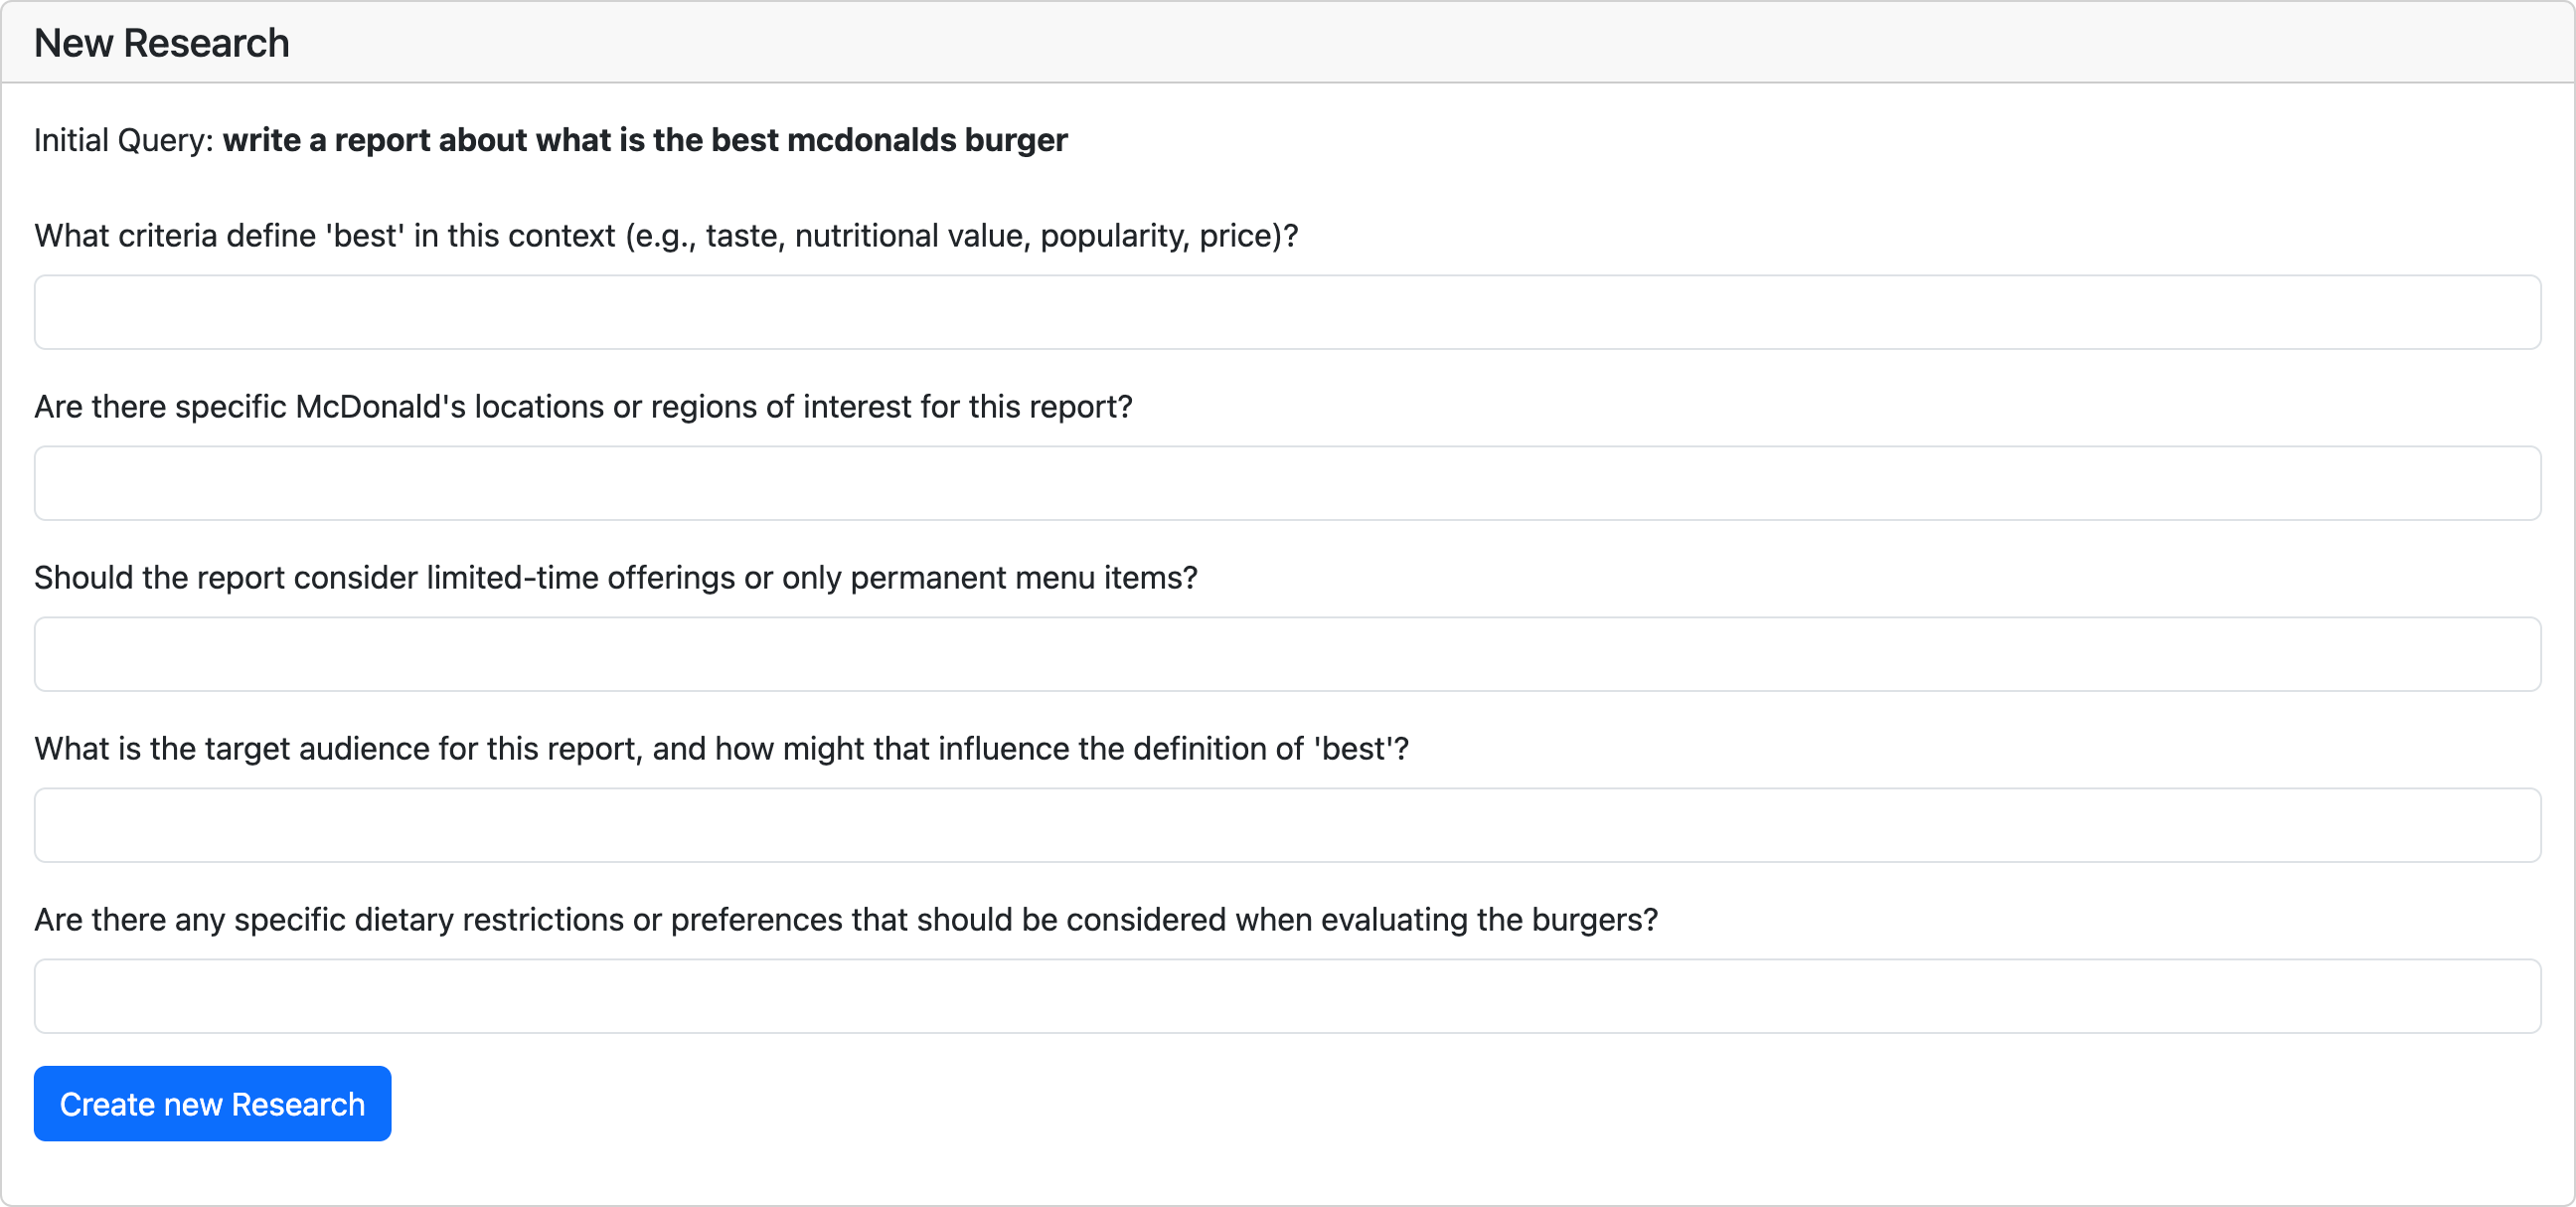 New Research
Initial Query: write a report about what is the best mcdonalds burger
What criteria define 'best' in this context (e.g., taste, nutritional value, popularity, price)?
Are there specific McDonald's locations or regions of interest for this report?
Should the report consider limited-time offerings or only permanent menu items?
What is the target audience for this report, and how might that influence the definition of 'best'?
Are there any specific dietary restrictions or preferences that should be considered when evaluating the burgers?
Create new Research